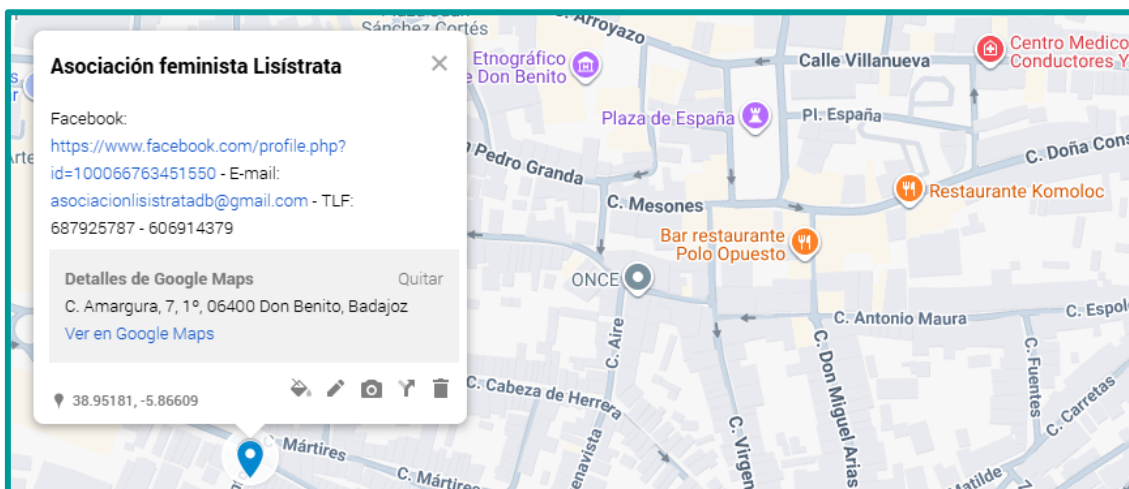 Asociación feminista Lisístrata
Facebook:
https://www.facebook.com/profile.php?
id=100066763451550 - E-mail:
asociacionlisistratadb@gmail.com - TLF:
687925787 - 606914379
Detalles de Google Maps
Quitar
C. Amargura, 7, 1º, 06400 Don Benito, Badajoz
Ver en Google Maps
38.95181, -5.86609
Sánchez Cortés
C. Arroyazo
Etnográfico
e Don Benito
Calle Villanueva
Centro Medico
Conductores Y
Plaza de España
Pl. España
n Pedro Granda
C. Doña Cons
C. Mesones
Restaurante Komoloc
Bar restaurante
Polo Opuesto
ONCE
C. Aire
C. Antonio Maura
C. Espol
C. Cabeza de Herrera
C. Don Miguel Arias
C. Fuentes
C. Carretas
C. Virgen
enavista
C. Mártires
Mártires
Matilde